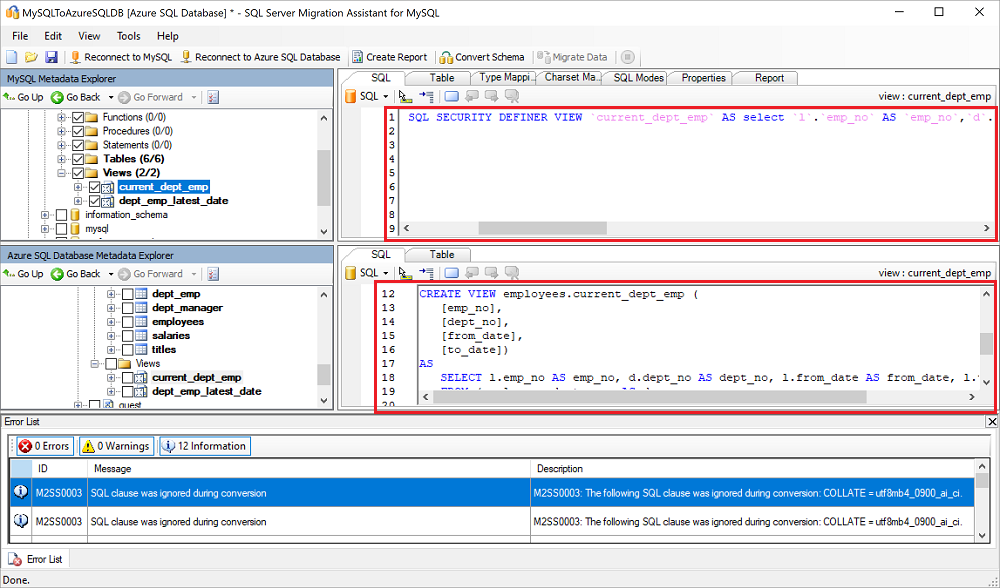 MySQLToAzureSQLDB [Azure SQL Database] * - SQL Server Migration Assistant for MySQL
File Edit View Tools Help
Reconnect to MySQL Reconnect to Azure SQL Database Create Report Convert Schema Migrate Data
MySQL Metadata Explorer
Go Up Go Back Go Forward
Functions (0/0)
Procedures (0/0)
Statements (0/0)
Tables (6/6)
Views (2/2)
current_dept_emp
dept_emp_latest_date
infomation_schema
mysql
SQL Table Type Mappi.. Charset Ma.. SQL Modes Properties Report
SQL view : current_dept_emp
1 SQL SECURITY DEFINER VIEW `current_dept_emp` AS select `l`.`emp_no` AS `emp_no`,`d`.
2
3
4
5
6
7
8
9
Azure SQL Database Metadata Explorer
Go Up Go Back Go Forward
dept_emp
dept_manager
employees
salaries
titles
Views
current_dept_emp
dept_emp_latest_date
guest
SQL Table
SQL view : current_dept_emp
12 CREATE VIEW employees.current_dept_emp (
13 [emp_no],
14 [dept_no],
15 [from_date],
16 [to_date])
17 AS
18 SELECT l.emp_no AS emp_no, d.dept_no AS dept_no, l.from_date AS from_date, l.
19
20
Error List
0 Errors 0 Warnings 12 Information
ID Message Description
M2SS0003 SQL clause was ignored during conversion M2SS0003: The following SQL clause was ignored during conversion: COLLATE = utf8mb4_0900_ai_ci.
M2SS0003 SQL clause was ignored during conversion M2SS0003: The following SQL clause was ignored during conversion: COLLATE = utf8mb4_0900_ai_ci.
Error List
Done.